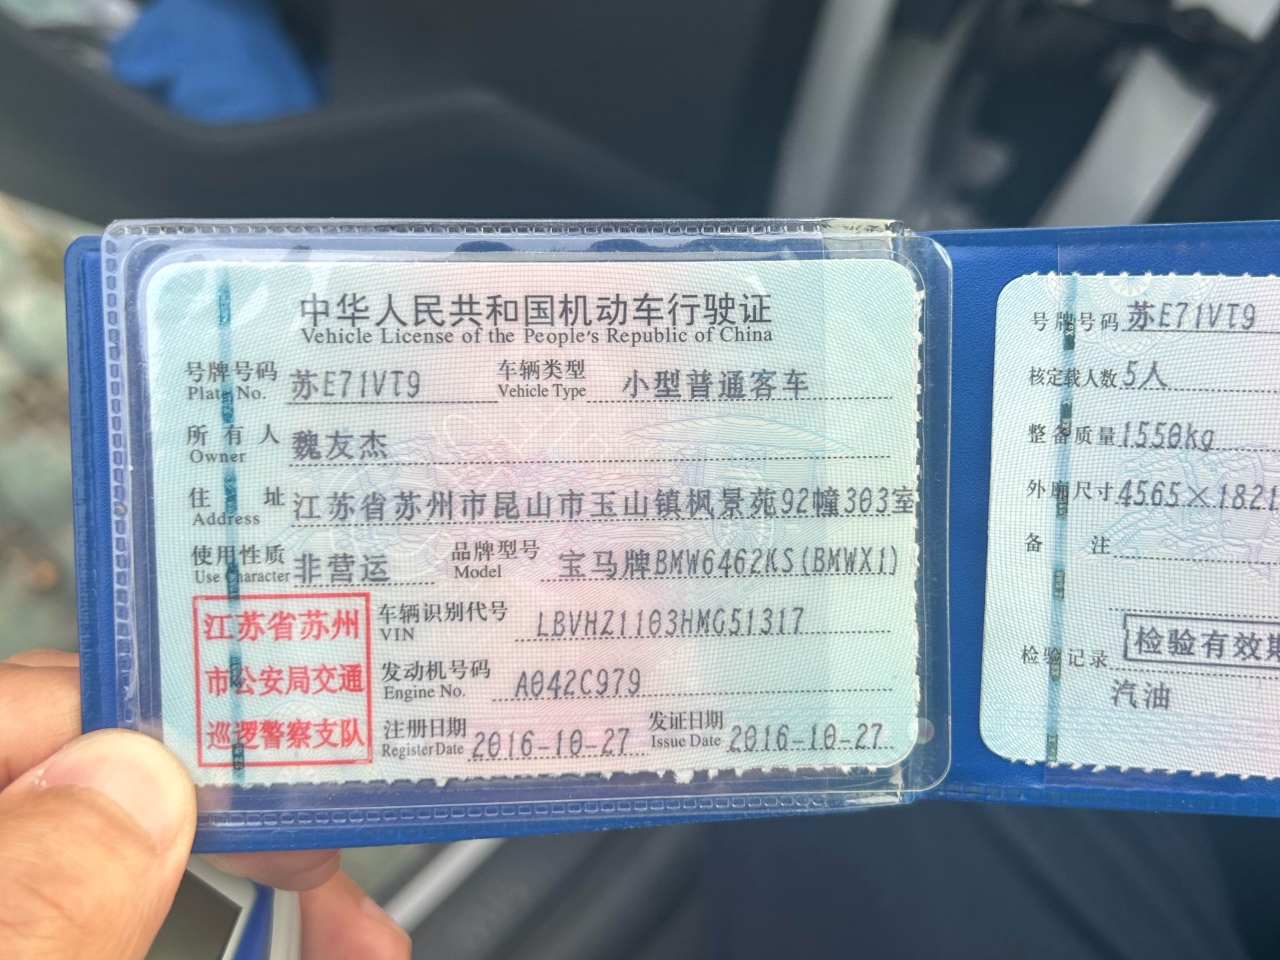 中华人民共和国机动车行驶证
Vehicle License of the People's Republic of China
号牌号码 苏E71VT9 车辆类型 小型普通客车
Plate No. Vehicle Type
所有人 魏友杰
Owner
住址 江苏省苏州市昆山市玉山镇枫景苑92幢303室
Address
使用性质 非营运 品牌型号 宝马牌BMW6462KS(BMWX1)
Use Character Model
江苏省苏州
市公安局交通
巡逻警察支队
车辆识别代号 LBVHZ1103HMG51317
VIN
发动机号码 A042C979
Engine No.
注册日期 2016-10-27 发证日期 2016-10-27
Register Date Issue Date
号牌号码 苏E71VT9
核定载人数 5人
整备质量 1550kg
外廓尺寸 4565×1821
备注
检验记录 检验有效期
汽油